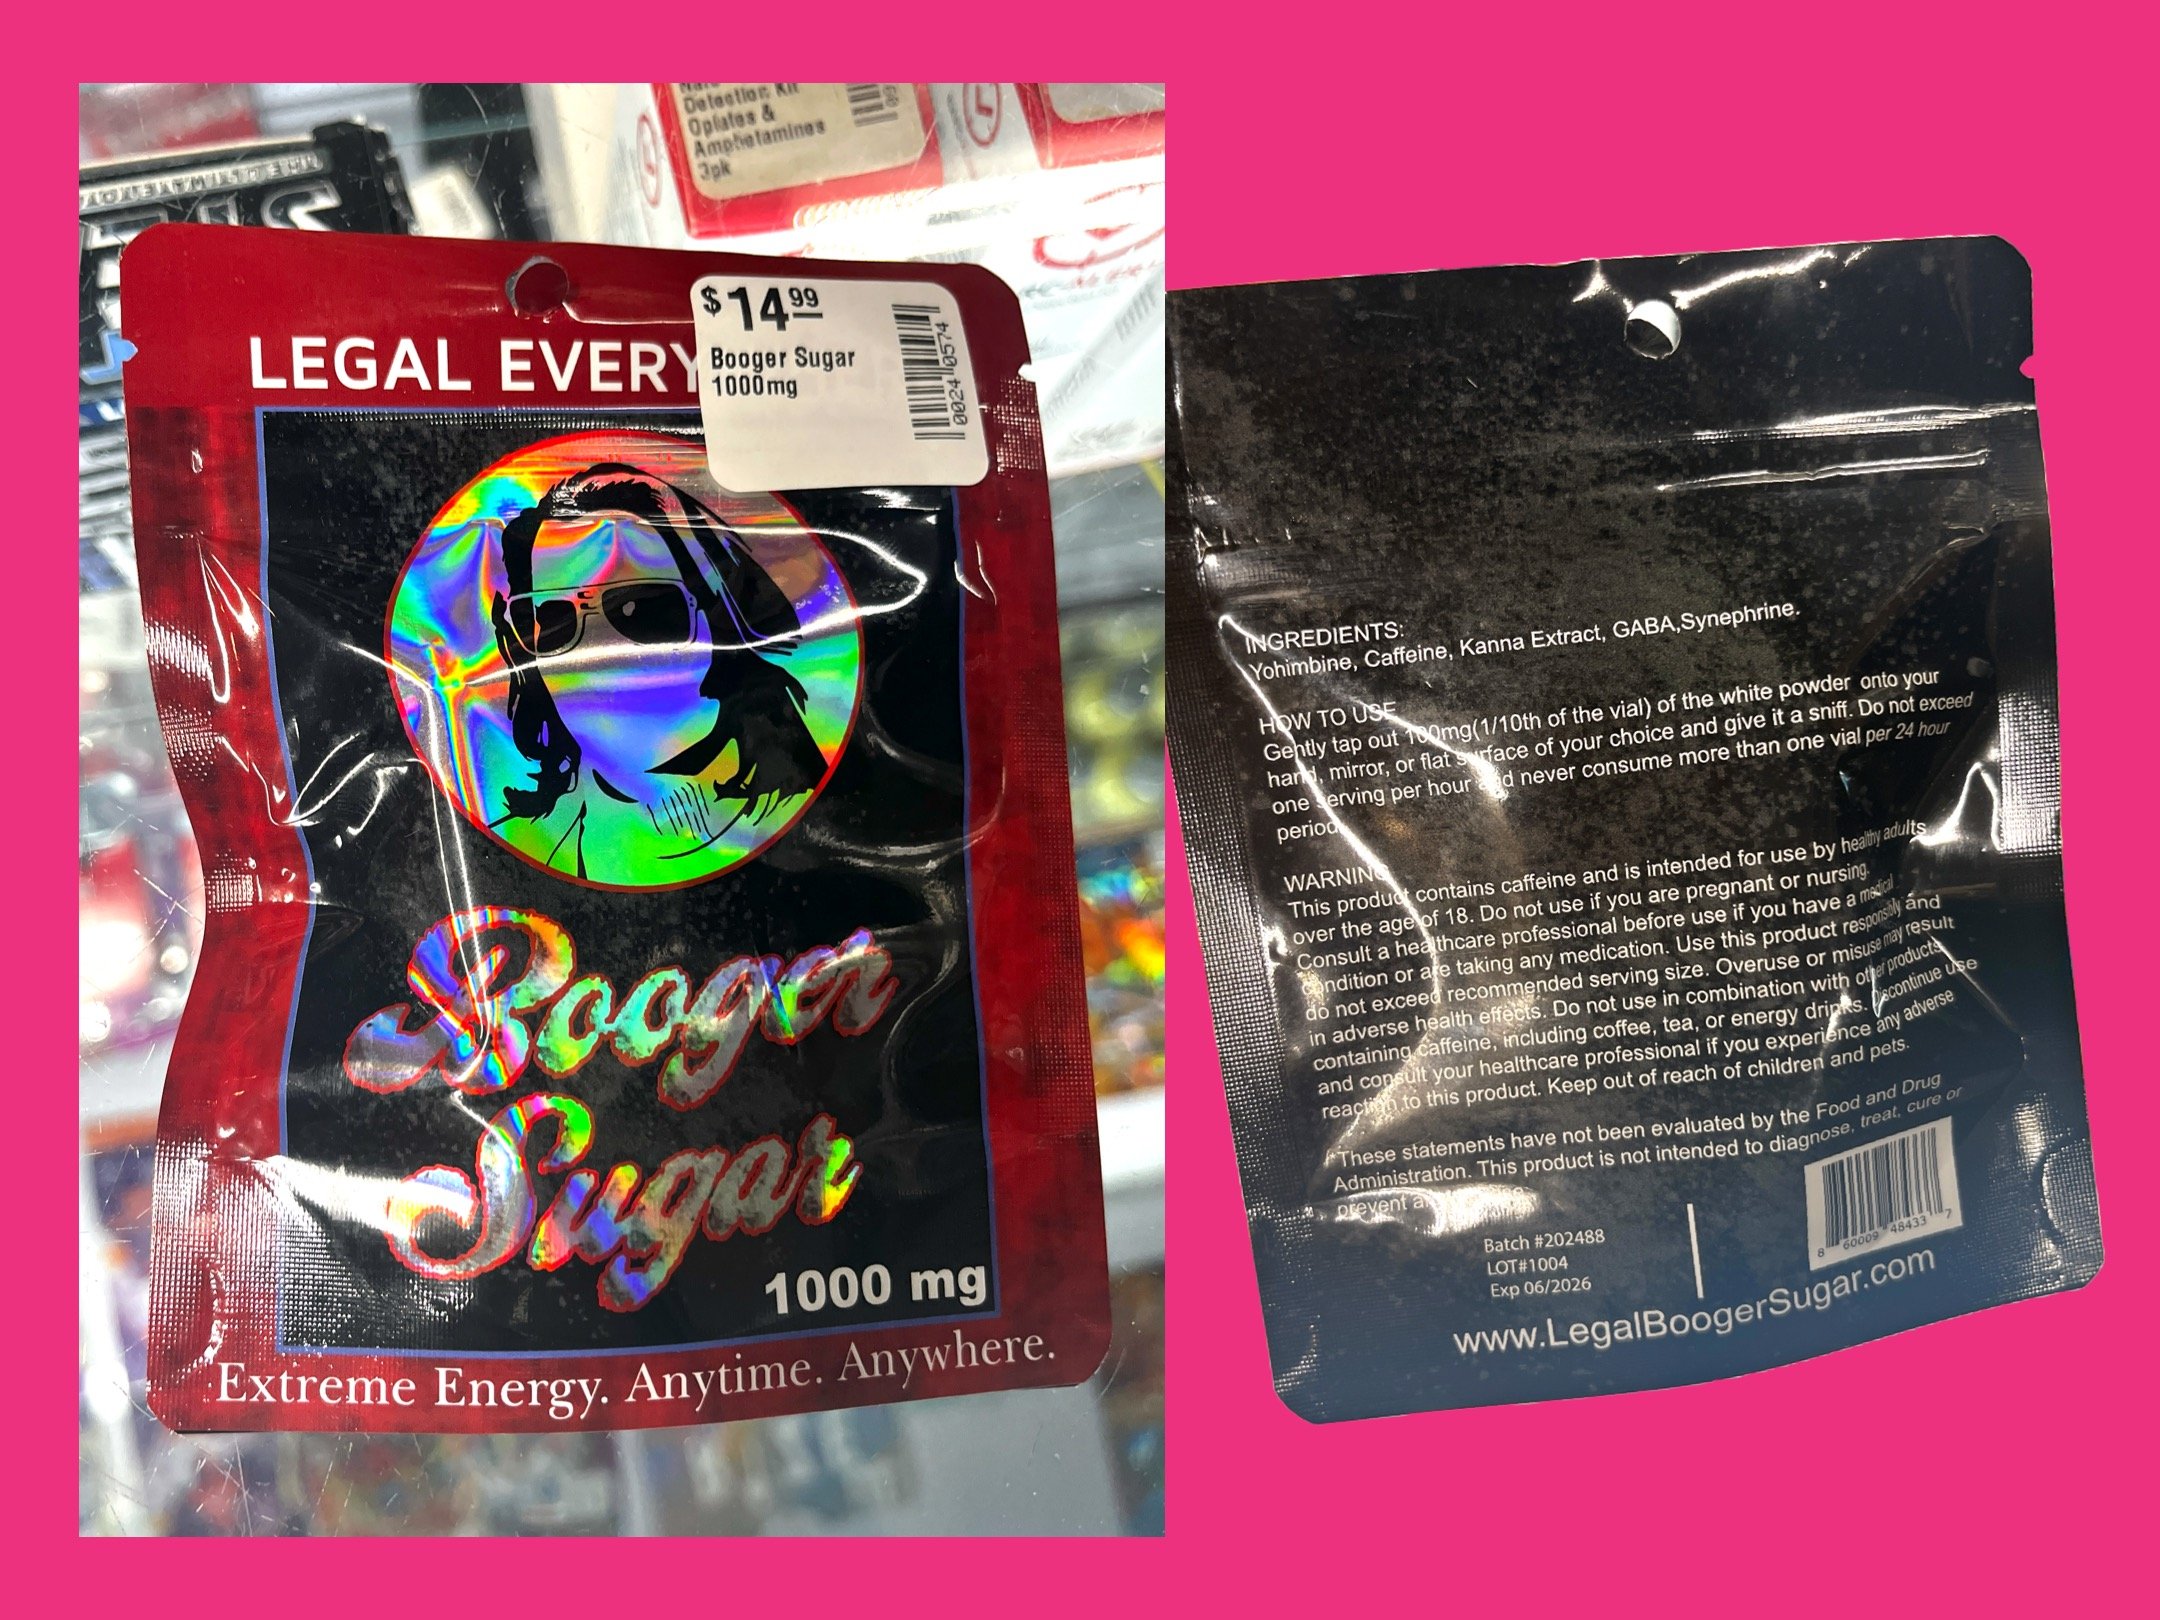 Detection Kit
Opiates &
Amphetamines
3pk
$14.99
Booger Sugar
1000mg
0024 0574
LEGAL EVERY
Booger
Sugar
1000 mg
Extreme Energy. Anytime. Anywhere.
INGREDIENTS:
Yohimbine, Caffeine, Kanna Extract, GABA,Synephrine.
HOW TO USE
Gently tap out 100mg(1/10th of the vial) of the white powder onto your
hand, mirror, or flat surface of your choice and give it a sniff. Do not exceed
one serving per hour and never consume more than one vial per 24 hour
period
WARNING
This product contains caffeine and is intended for use by healthy adults
over the age of 18. Do not use if you are pregnant or nursing.
Consult a healthcare professional before use if you have a medical
condition or are taking any medication. Use this product responsibly and
do not exceed recommended serving size. Overuse or misuse may result
in adverse health effects. Do not use in combination with other products
containing caffeine, including coffee, tea, or energy drinks. Discontinue use
and consult your healthcare professional if you experience any adverse
reaction to this product. Keep out of reach of children and pets.
*These statements have not been evaluated by the Food and Drug
Administration. This product is not intended to diagnose, treat, cure or
prevent
Batch #202488
LOT#1004
Exp 06/2026
8 60009 48433 7
www.LegalBoogerSugar.com